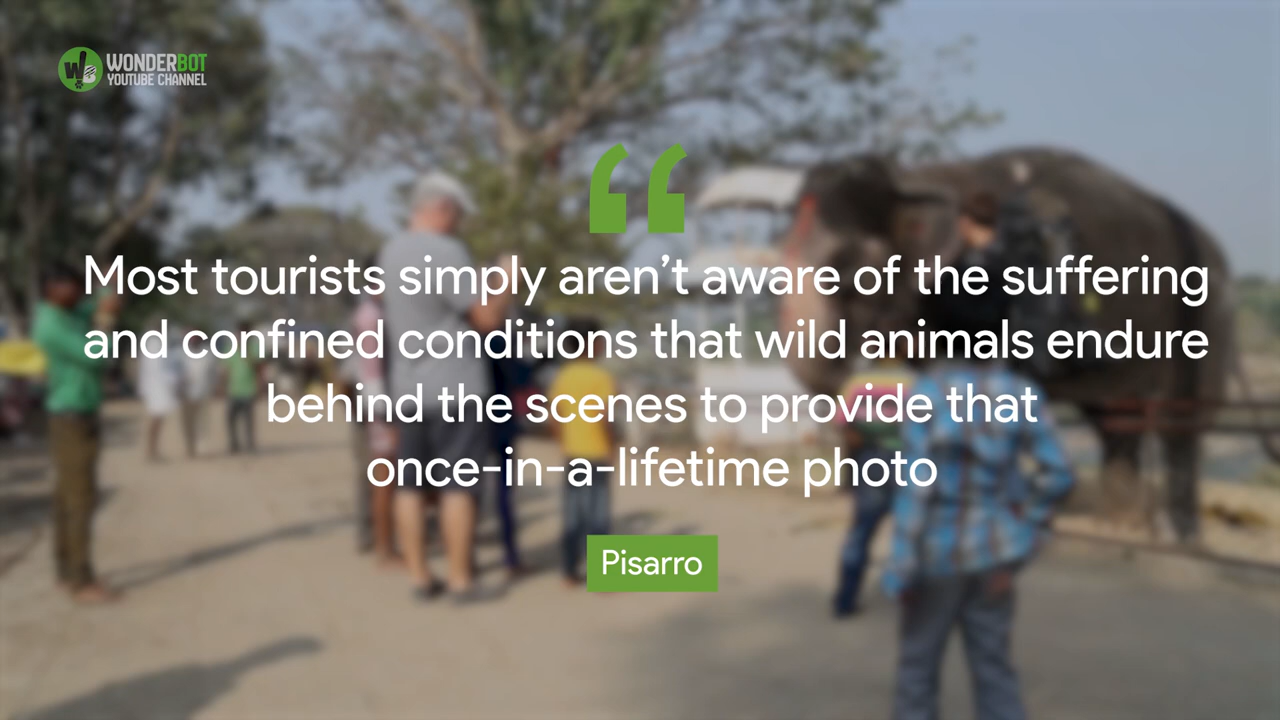 WONDERBOT
YOUTUBE CHANNEL
“
Most tourists simply aren’t aware of the suffering
and confined conditions that wild animals endure
behind the scenes to provide that
once-in-a-lifetime photo
Pisarro